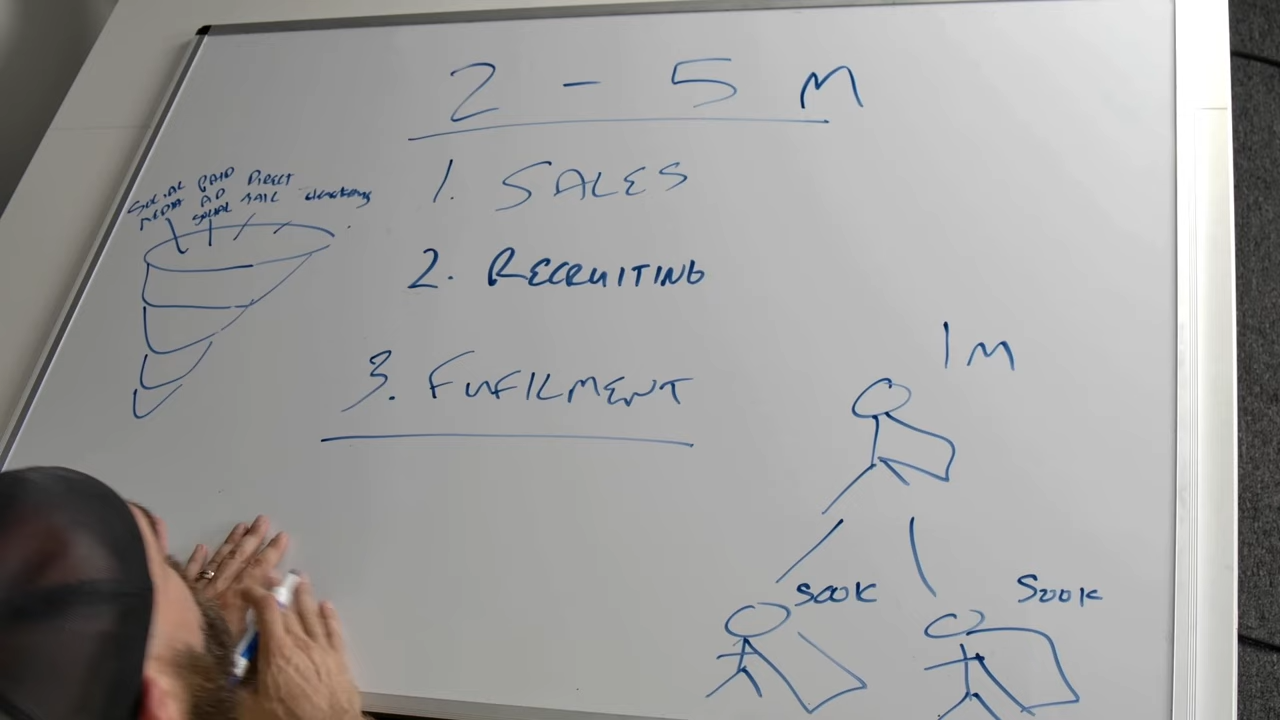 2 - 5 M
1. SALES
2. RECRUITING
3. FUFILMENT
SOCIAL
MEDIA
PAID
AD
SOCIAL
DIRECT
MAIL
1M
500K
500K